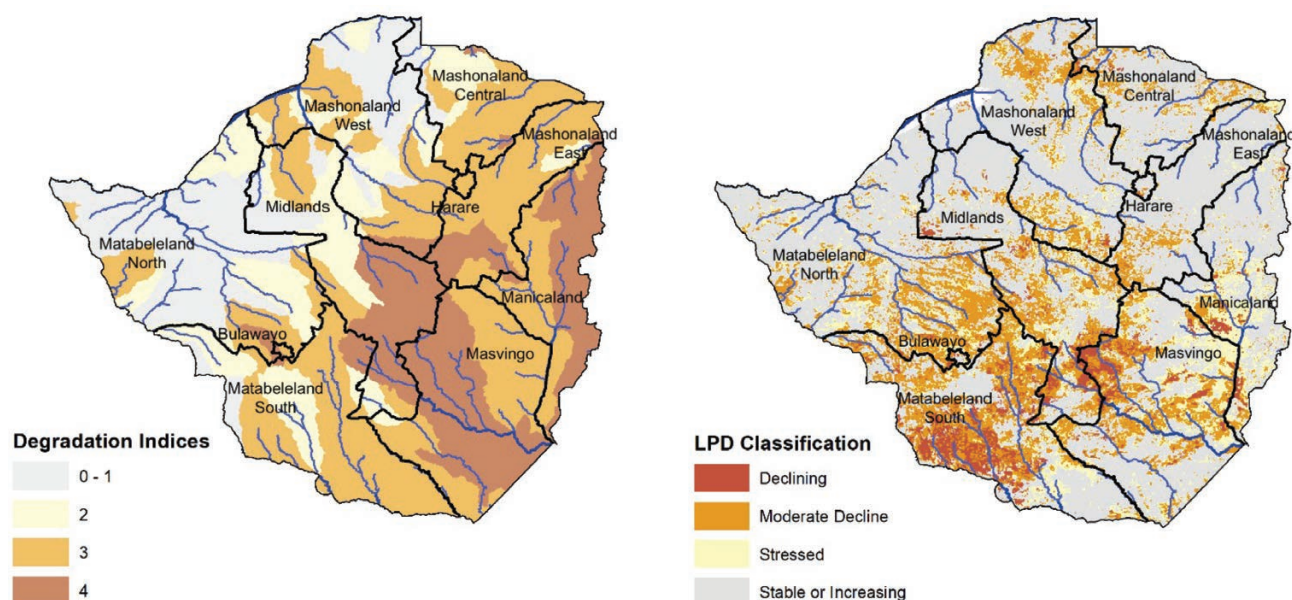 Mashonaland
Central
Mashonaland
West
Mashonaland
East
Harare
Midlands
Matabeleland
North
Manicaland
Bulawayo
Masvingo
Matabeleland
South
Degradation Indices
0 - 1
2
3
4
Mashonaland
Central
Mashonaland
West
Mashonaland
East
Harare
Midlands
Matabeleland
North
Manicaland
Bulawayo
Masvingo
Matabeleland
South
LPD Classification
Declining
Moderate Decline
Stressed
Stable or Increasing